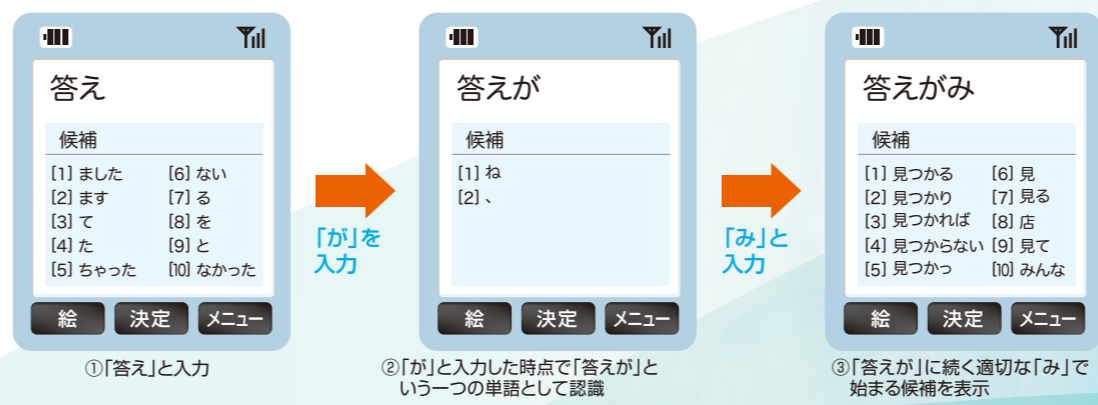 答え
候補
[1] ました [6] ない
[2] ます [7] る
[3] て [8] を
[4] た [9] と
[5] ちゃった [10] なかった
絵 決定 メニュー
①「答え」と入力
「が」を
入力
答えが
候補
[1] ね
[2] 、
絵 決定 メニュー
②「が」と入力した時点で「答えが」と
いう一つの単語として認識
「み」と
入力
答えがみ
候補
[1] 見つかる [6] 見
[2] 見つかり [7] 見る
[3] 見つかれば [8] 店
[4] 見つからない [9] 見て
[5] 見つかっ [10] みんな
絵 決定 メニュー
③「答えが」に続く適切な「み」で
始まる候補を表示